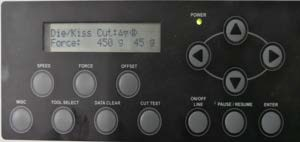 POWER
Die/Kiss Cut:
Force: 450 g 45 g
SPEED FORCE OFFSET
MISC TOOL SELECT DATA CLEAR CUT TEST
ON/OFF LINE PAUSE / RESUME ENTER